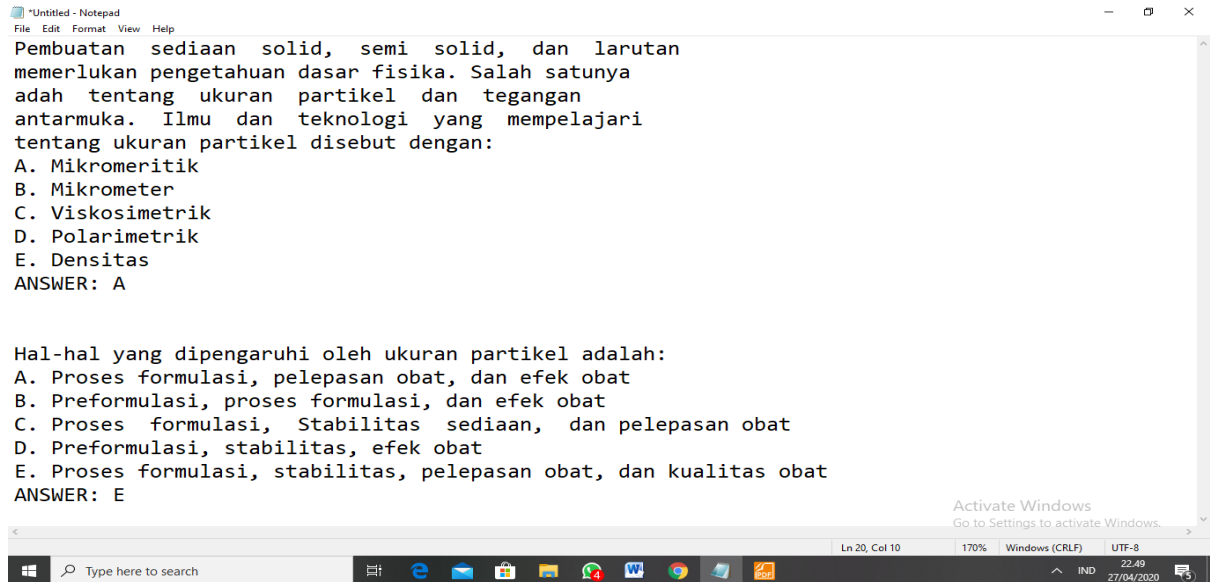 *Untitled - Notepad
File Edit Format View Help
Pembuatan sediaan solid, semi solid, dan larutan
memerlukan pengetahuan dasar fisika. Salah satunya
adah tentang ukuran partikel dan tegangan
antarmuka. Ilmu dan teknologi yang mempelajari
tentang ukuran partikel disebut dengan:
A. Mikromeritik
B. Mikrometer
C. Viskosimetrik
D. Polarimetrik
E. Densitas
ANSWER: A
Hal-hal yang dipengaruhi oleh ukuran partikel adalah:
A. Proses formulasi, pelepasan obat, dan efek obat
B. Preformulasi, proses formulasi, dan efek obat
C. Proses formulasi, Stabilitas sediaan, dan pelepasan obat
D. Preformulasi, stabilitas, efek obat
E. Proses formulasi, stabilitas, pelepasan obat, dan kualitas obat
ANSWER: E
Activate Windows
Go to Settings to activate Windows.
Ln 20, Col 10 170% Windows (CRLF) UTF-8
Type here to search 4 W PDF IND 22.49 5
27/04/2020